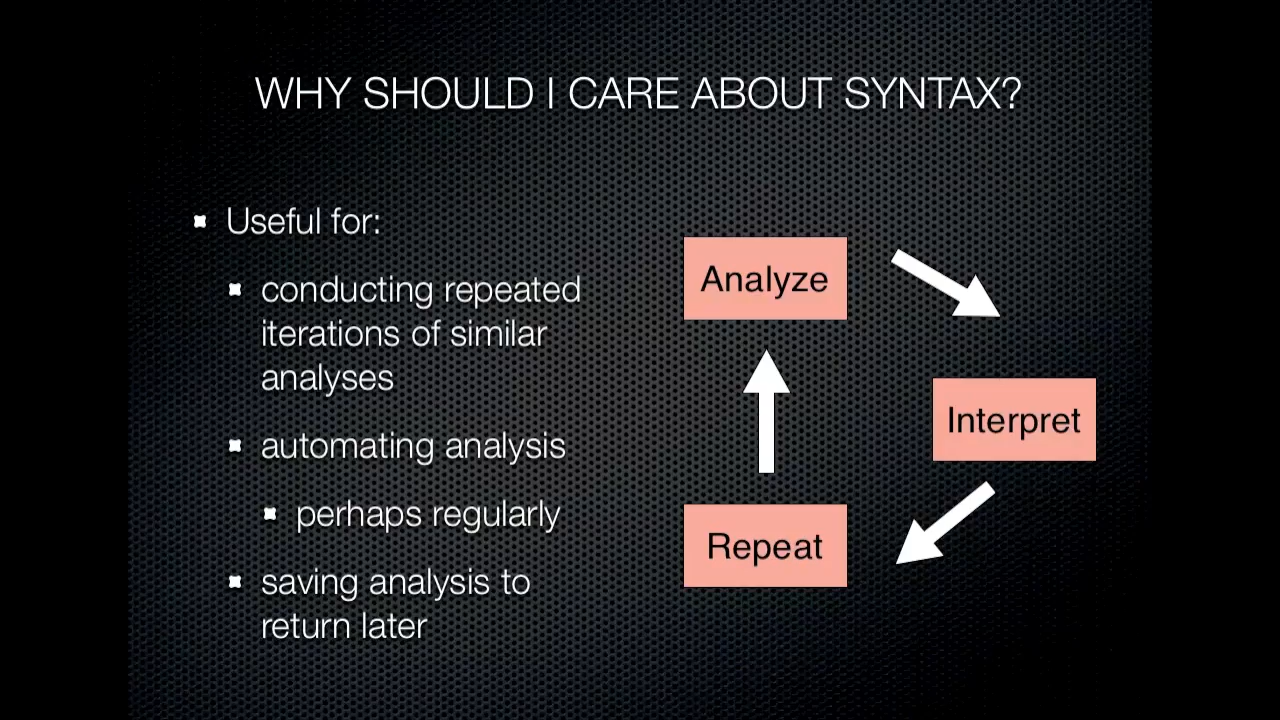 WHY SHOULD I CARE ABOUT SYNTAX?
Useful for:
conducting repeated
iterations of similar
analyses
automating analysis
perhaps regularly
saving analysis to
return later
Analyze
Interpret
Repeat